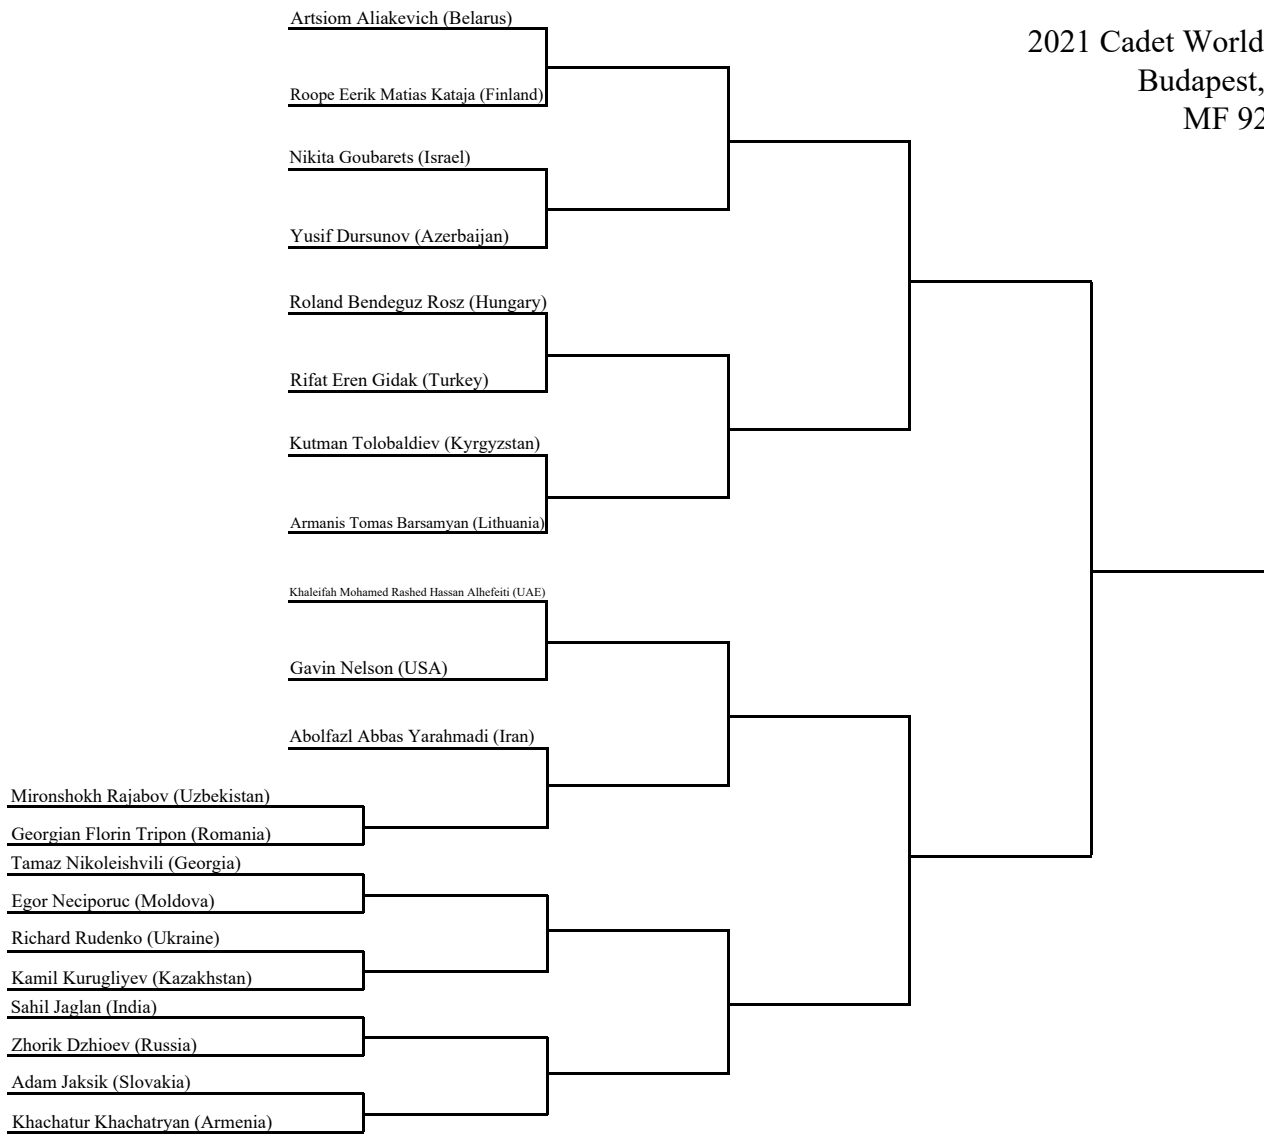 Artsiom Aliakevich (Belarus)
2021 Cadet World
Budapest,
MF 92
Roope Eerik Matias Kataja (Finland)
Nikita Goubarets (Israel)
Yusif Dursunov (Azerbaijan)
Roland Bendeguz Rosz (Hungary)
Rifat Eren Gidak (Turkey)
Kutman Tolobaldiev (Kyrgyzstan)
Armanis Tomas Barsamyan (Lithuania)
Khaleifah Mohamed Rashed Hassan Alhefeiti (UAE)
Gavin Nelson (USA)
Abolfazl Abbas Yarahmadi (Iran)
Mironshokh Rajabov (Uzbekistan)
Georgian Florin Tripon (Romania)
Tamaz Nikoleishvili (Georgia)
Egor Neciporuc (Moldova)
Richard Rudenko (Ukraine)
Kamil Kurugliyev (Kazakhstan)
Sahil Jaglan (India)
Zhorik Dzhioev (Russia)
Adam Jaksik (Slovakia)
Khachatur Khachatryan (Armenia)